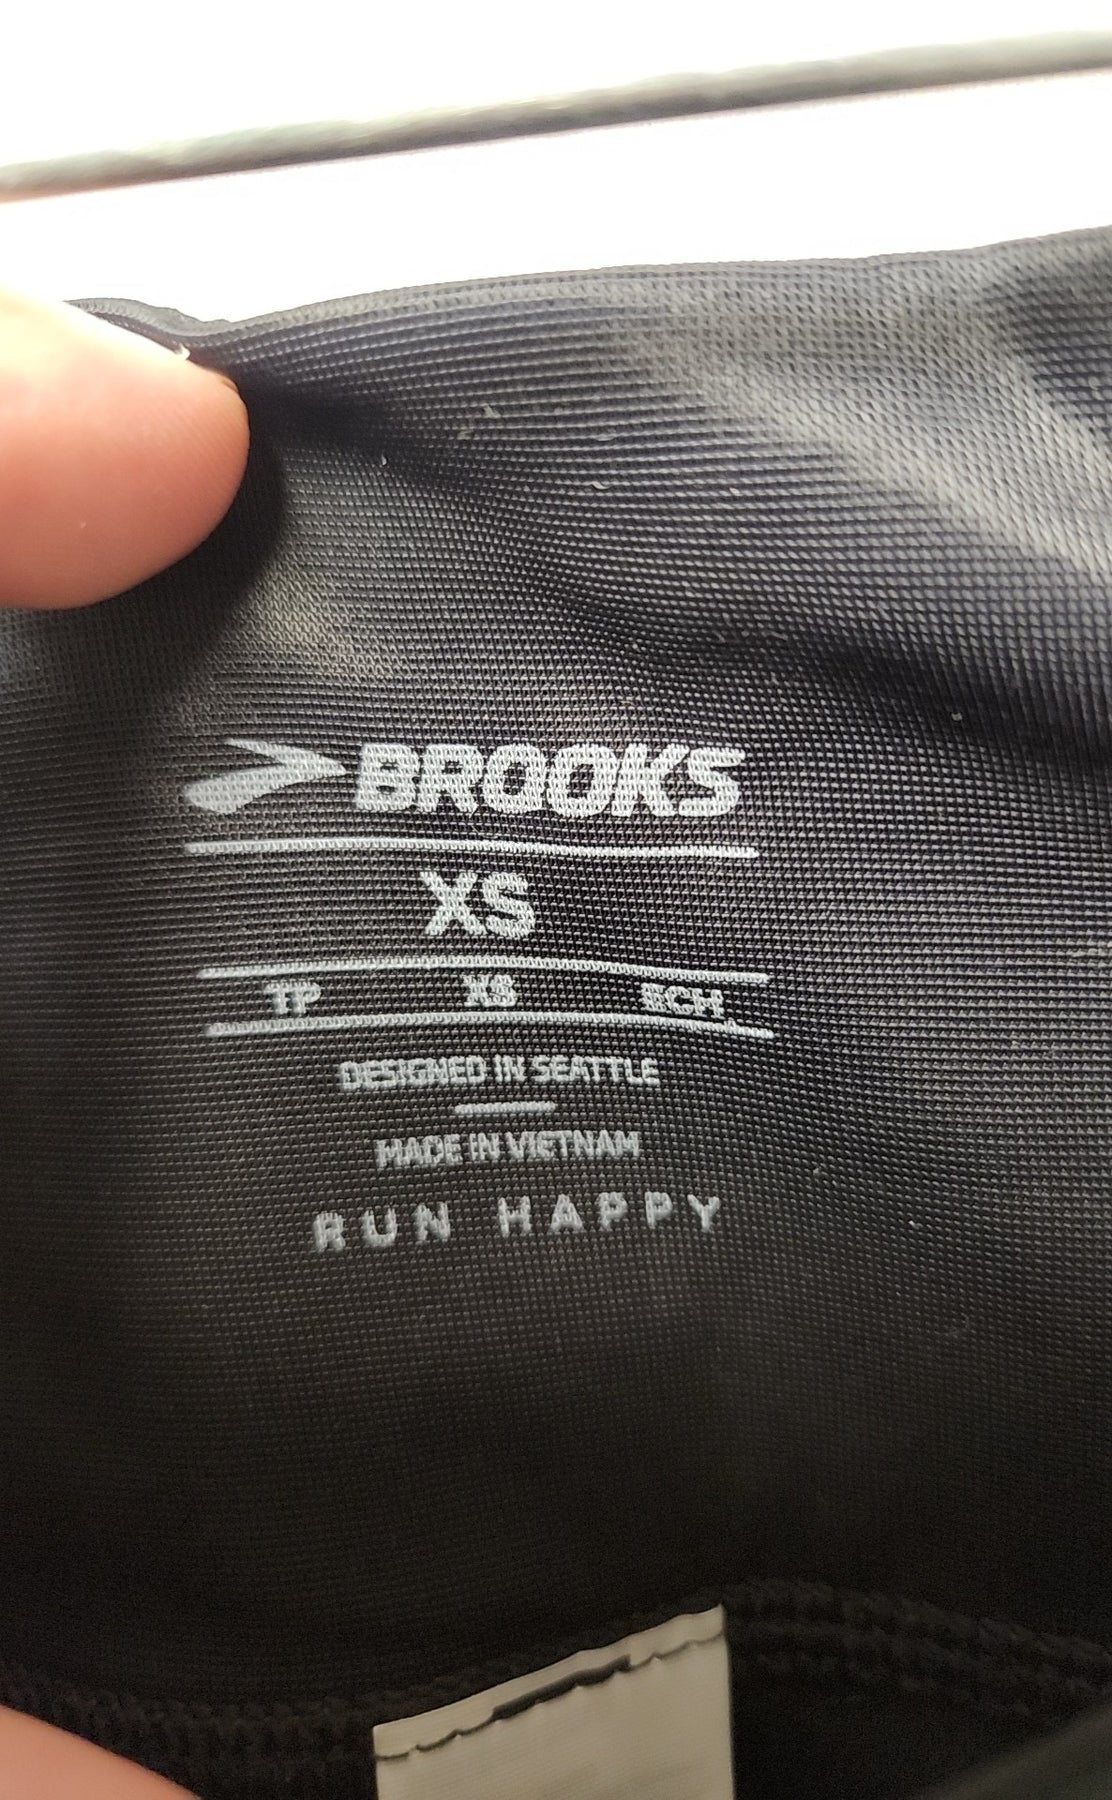 BROOKS
XS
TP XS ECH
DESIGNED IN SEATTLE
MADE IN VIETNAM
RUN HAPPY